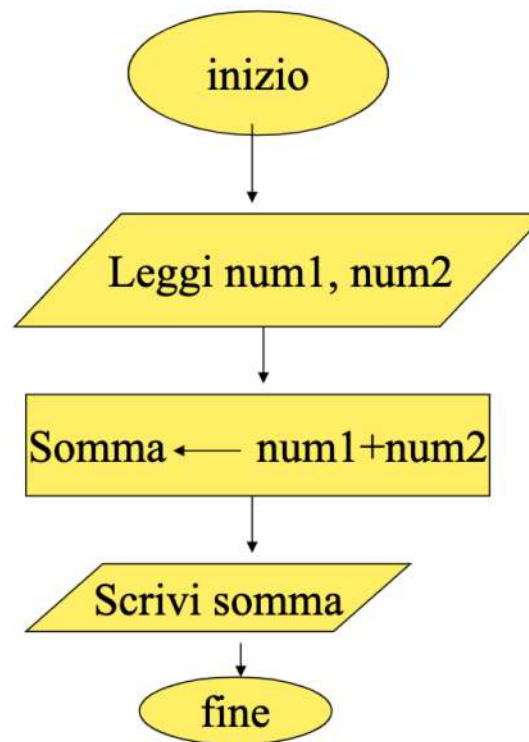 inizio
Leggi num1, num2
Somma ← num1+num2
Scrivi somma
fine